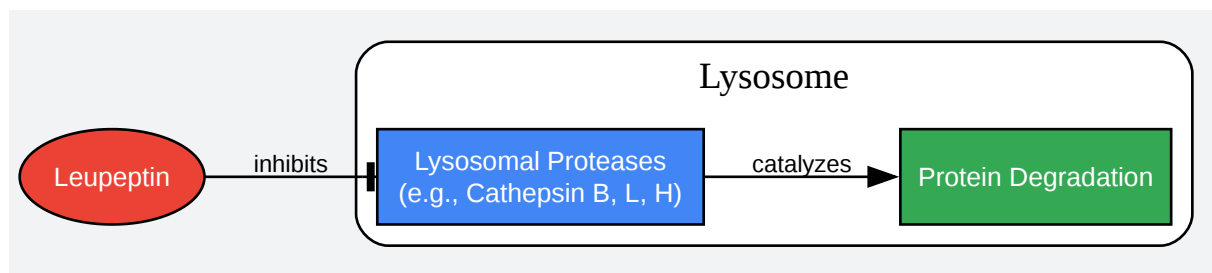 Lysosome
Leupeptin
inhibits
Lysosomal Proteases
(e.g., Cathepsin B, L, H)
catalyzes
Protein Degradation